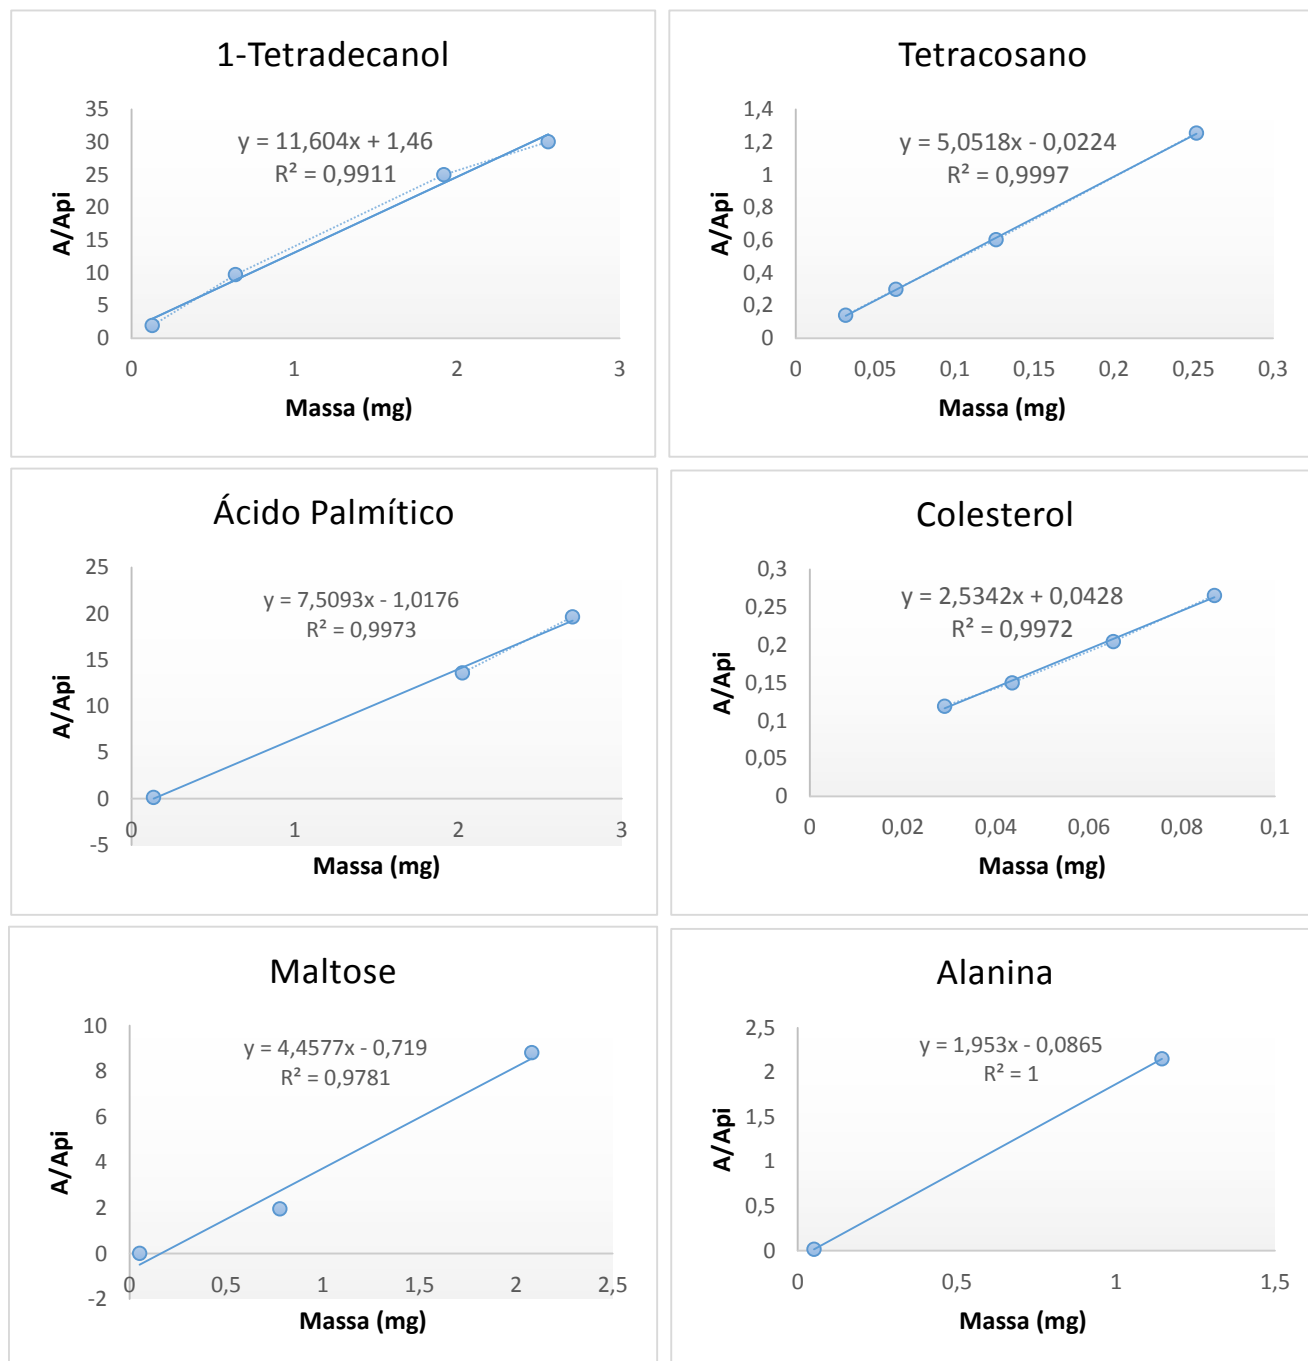 1-Tetradecanol
35
30
25
20
15
10
5
0
y = 11,604x + 1,46
R² = 0,9911
A/Api
0 1 2 3
Massa (mg)
Tetracosano
1,4
1,2
1
0,8
0,6
0,4
0,2
0
y = 5,0518x - 0,0224
R² = 0,9997
A/Api
0 0,05 0,1 0,15 0,2 0,25 0,3
Massa (mg)
Ácido Palmítico
25
20
15
10
5
0
-5
y = 7,5093x - 1,0176
R² = 0,9973
A/Api
0 1 2 3
Massa (mg)
Colesterol
0,3
0,25
0,2
0,15
0,1
0,05
0
y = 2,5342x + 0,0428
R² = 0,9972
A/Api
0 0,02 0,04 0,06 0,08 0,1
Massa (mg)
Maltose
10
8
6
4
2
0
-2
y = 4,4577x - 0,719
R² = 0,9781
A/Api
0 0,5 1 1,5 2 2,5
Massa (mg)
Alanina
2,5
2
1,5
1
0,5
0
y = 1,953x - 0,0865
R² = 1
A/Api
0 0,5 1 1,5
Massa (mg)